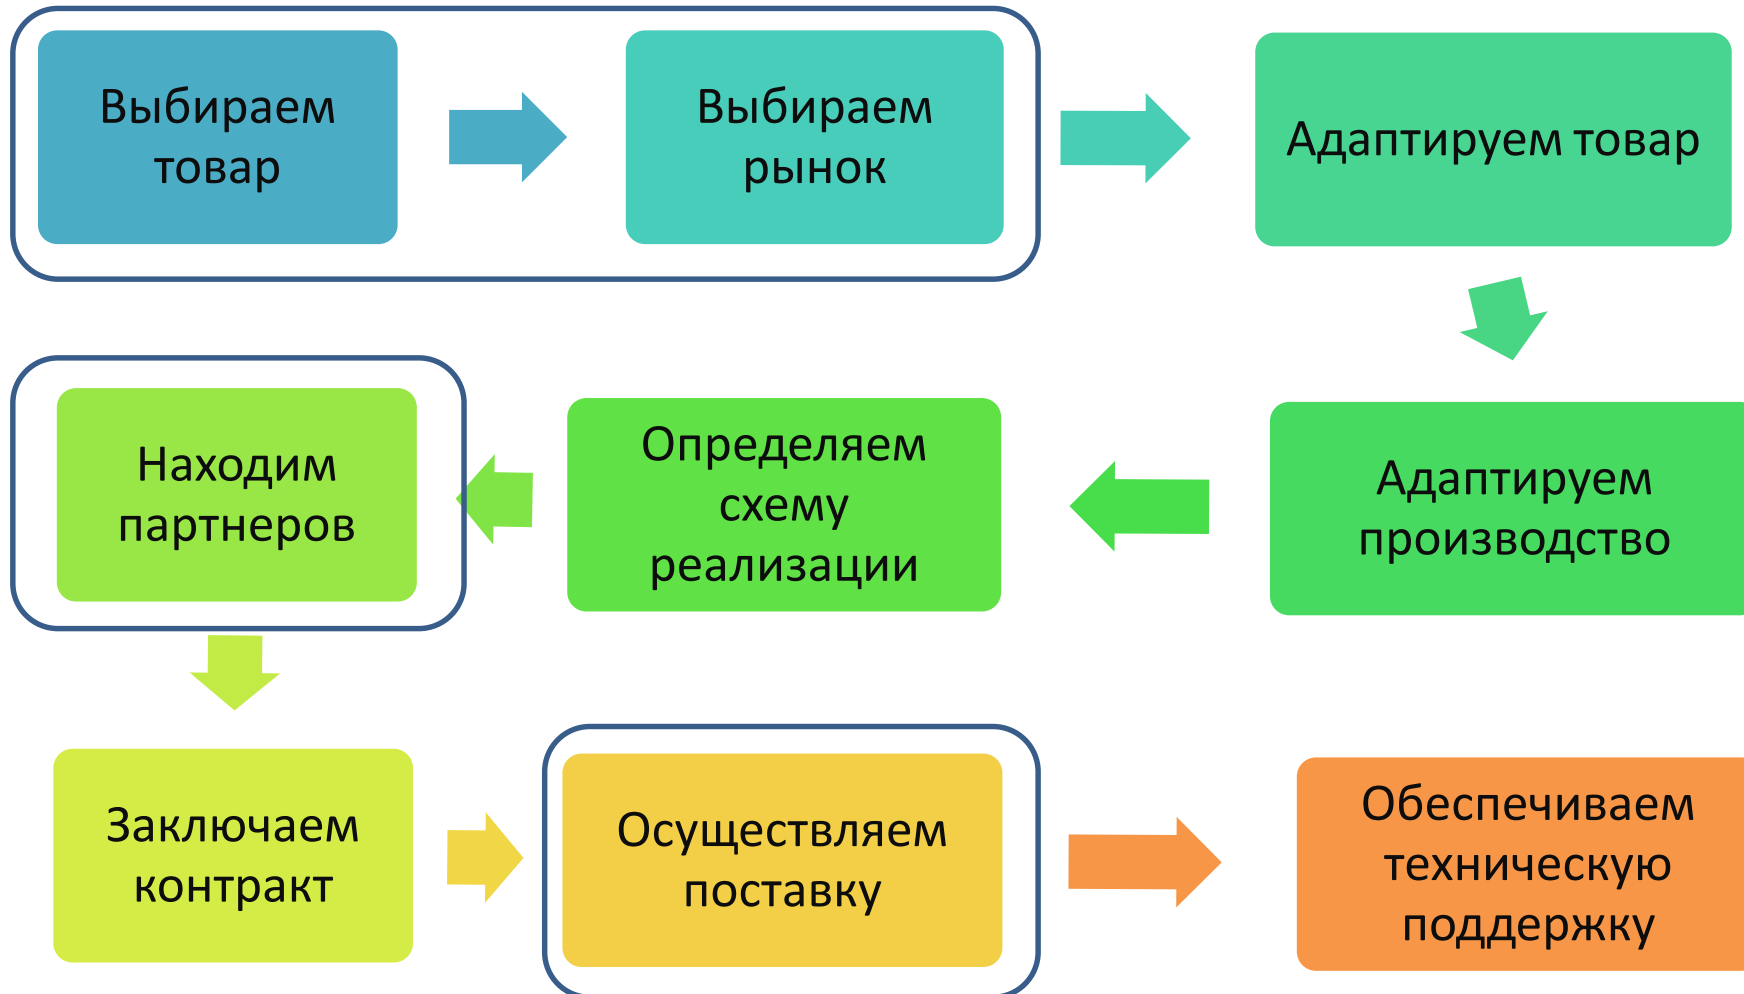 Выбираем
товар
Выбираем
рынок
Адаптируем товар
Адаптируем
производство
Определяем
схему
реализации
Находим
партнеров
Заключаем
контракт
Осуществляем
поставку
Обеспечиваем
техническую
поддержку